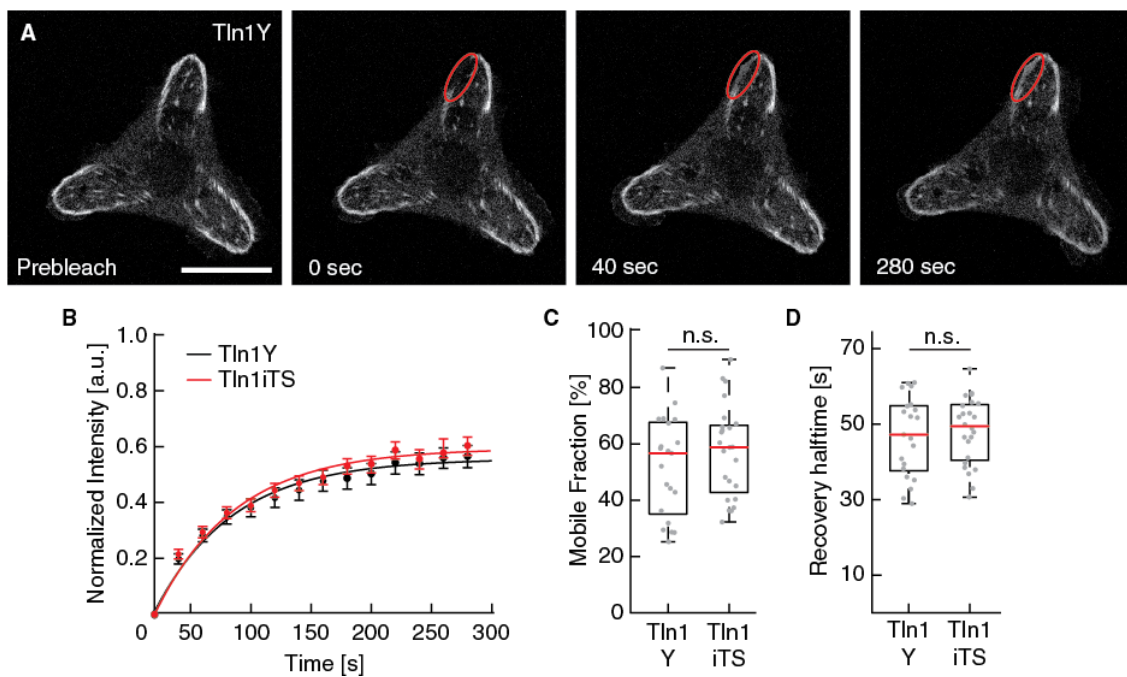 A
Tln1Y
Prebleach
0 sec
40 sec
280 sec
B
Normalized Intensity [a.u.]
1.0
0.8
0.6
0.4
0.2
0
50
100
150
200
250
300
Time [s]
Tln1Y
Tln1iTS
C
n.s.
Mobile Fraction [%]
100
80
60
40
20
0
Tln1
Y
Tln1
iTS
D
n.s.
Recovery halftime [s]
70
50
30
10
Tln1
Y
Tln1
iTS